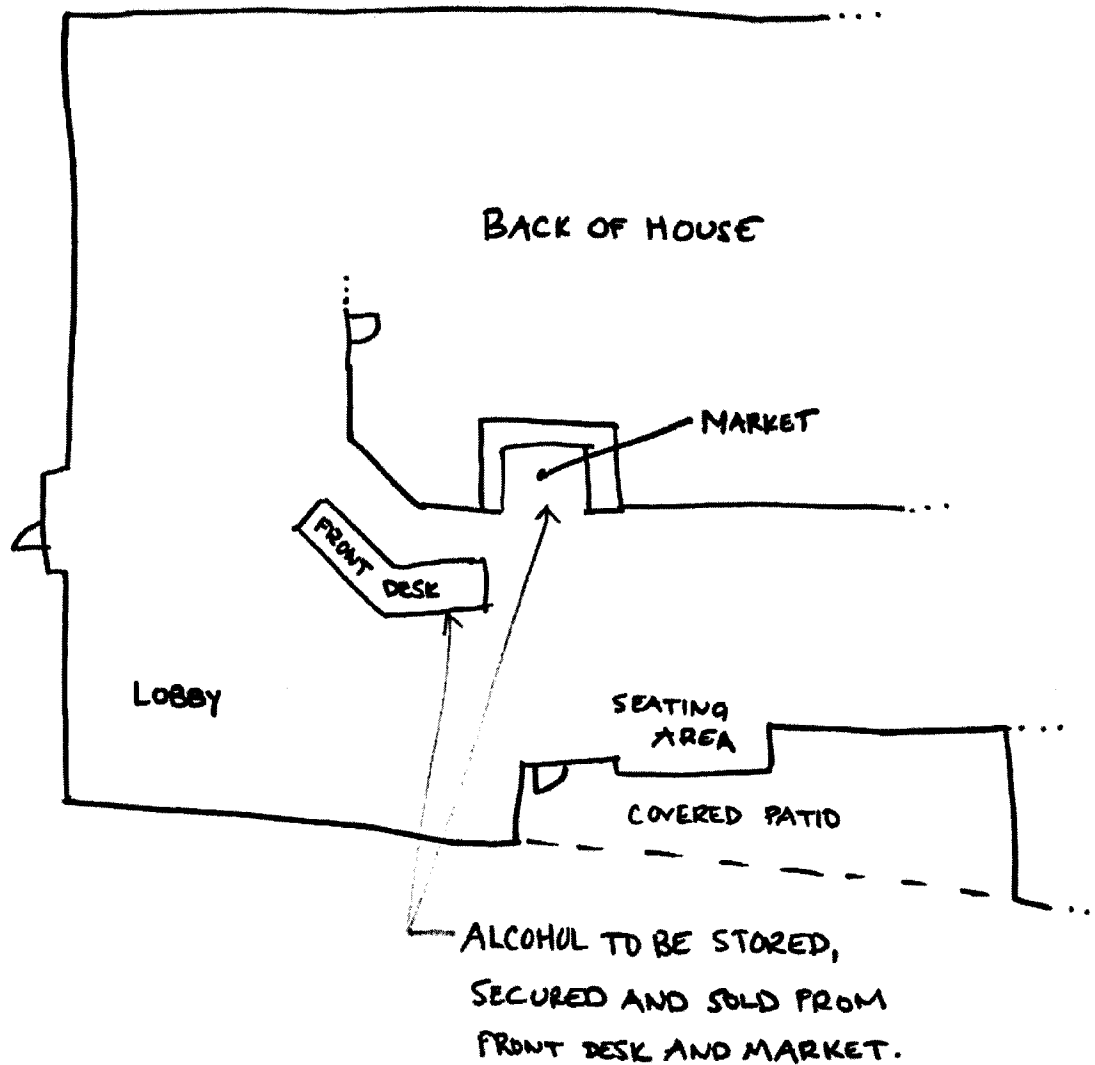 BACK OF HOUSE
MARKET
FRONT DESK
LOBBY
SEATING
AREA
COVERED PATIO
ALCOHOL TO BE STORED,
SECURED AND SOLD FROM
FRONT DESK AND MARKET.